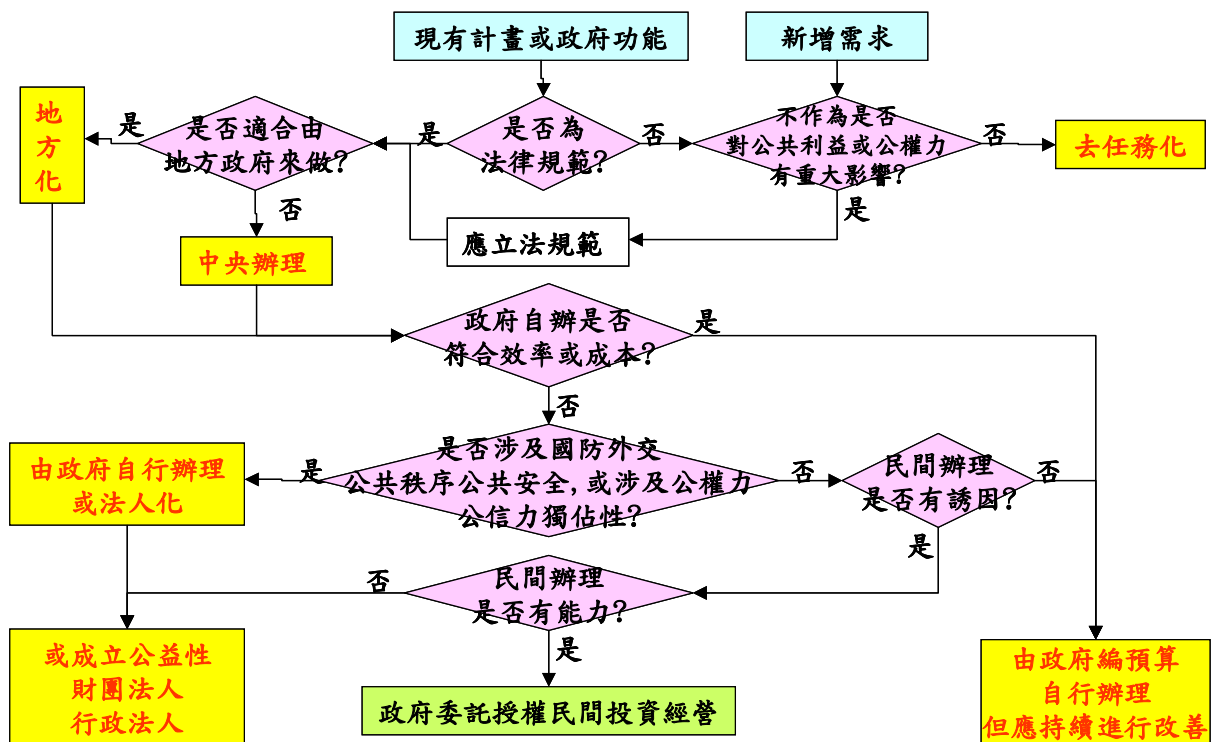 現有計畫或政府功能
新增需求
地
方
化
是
是否適合由
地方政府來做?
是
是否為
法律規範?
否
不作為是否
對公共利益或公權力
有重大影響?
否
去任務化
否
是
中央辦理
應立法規範
政府自辦是否
符合效率或成本?
是
否
由政府自行辦理
或法人化
是
是否涉及國防外交
公共秩序公共安全,或涉及公權力
公信力獨佔性?
否
民間辦理
是否有誘因?
否
是
否
民間辦理
是否有能力?
是
或成立公益性
財團法人
行政法人
政府委託授權民間投資經營
由政府編預算
自行辦理
但應持續進行改善